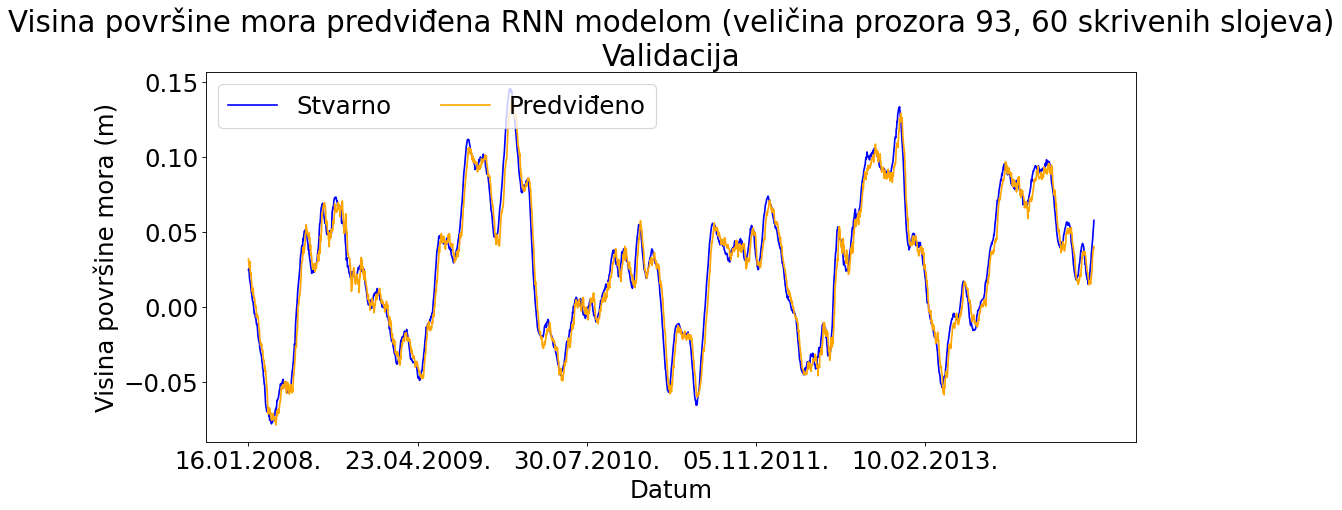 Visina površine mora predviđena RNN modelom (veličina prozora 93, 60 skrivenih slojeva)
Validacija
Stvarno
Predviđeno
Visina površine mora (m)
0.15
0.10
0.05
0.00
−0.05
16.01.2008.
23.04.2009.
30.07.2010.
05.11.2011.
10.02.2013.
Datum